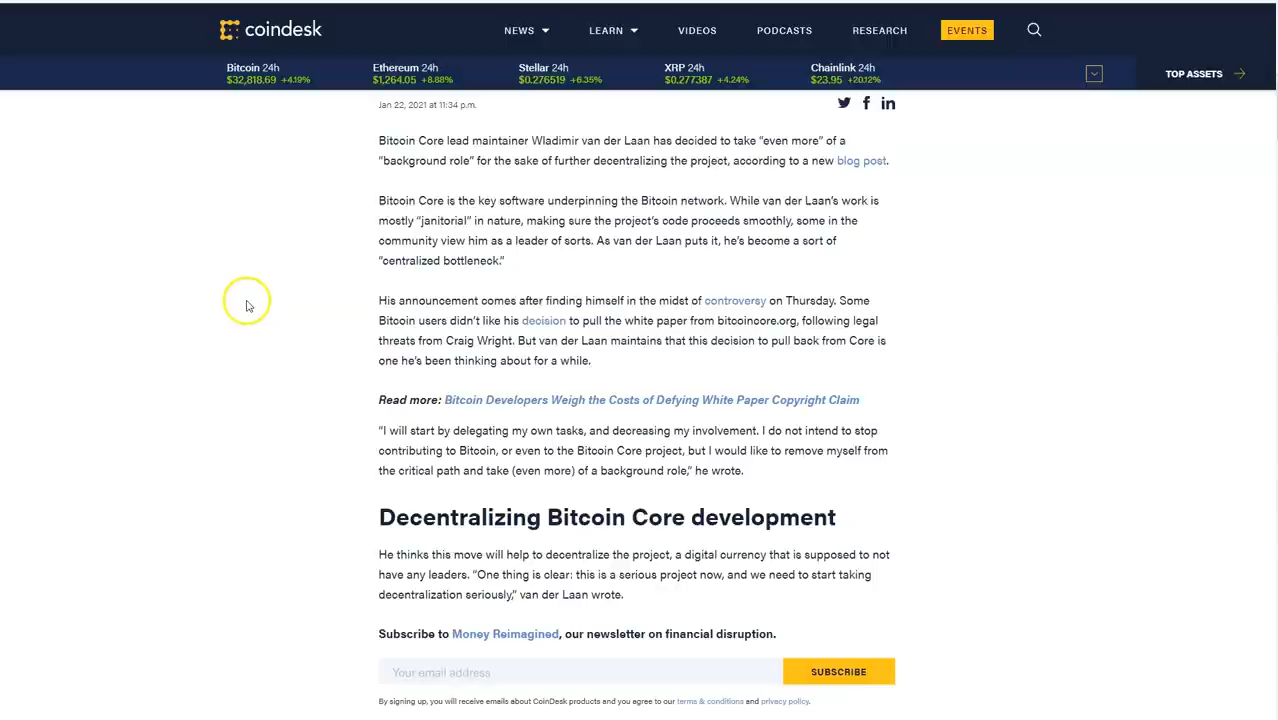 coindesk
NEWS LEARN VIDEOS PODCASTS RESEARCH EVENTS
Bitcoin 24h Ethereum 24h Stellar 24h XRP 24h Chainlink 24h
$32,818.69 +4.19% $1,264.05 +8.88% $0.276519 +6.35% $0.277387 +4.24% $23.95 +20.12%
TOP ASSETS
Jan 22, 2021 at 11:34 p.m.
Bitcoin Core lead maintainer Wladimir van der Laan has decided to take “even more” of a
“background role” for the sake of further decentralizing the project, according to a new blog post.
Bitcoin Core is the key software underpinning the Bitcoin network. While van der Laan’s work is
mostly “janitorial” in nature, making sure the project’s code proceeds smoothly, some in the
community view him as a leader of sorts. As van der Laan puts it, he’s become a sort of
“centralized bottleneck.”
His announcement comes after finding himself in the midst of controversy on Thursday. Some
Bitcoin users didn’t like his decision to pull the white paper from bitcoincore.org, following legal
threats from Craig Wright. But van der Laan maintains that this decision to pull back from Core is
one he’s been thinking about for a while.
Read more: Bitcoin Developers Weigh the Costs of Defying White Paper Copyright Claim
“I will start by delegating my own tasks, and decreasing my involvement. I do not intend to stop
contributing to Bitcoin, or even to the Bitcoin Core project, but I would like to remove myself from
the critical path and take (even more) of a background role,” he wrote.
Decentralizing Bitcoin Core development
He thinks this move will help to decentralize the project, a digital currency that is supposed to not
have any leaders. “One thing is clear: this is a serious project now, and we need to start taking
decentralization seriously,” van der Laan wrote.
Subscribe to Money Reimagined, our newsletter on financial disruption.
Your email address SUBSCRIBE
By signing up, you will receive emails about CoinDesk products and you agree to our terms & conditions and privacy policy.